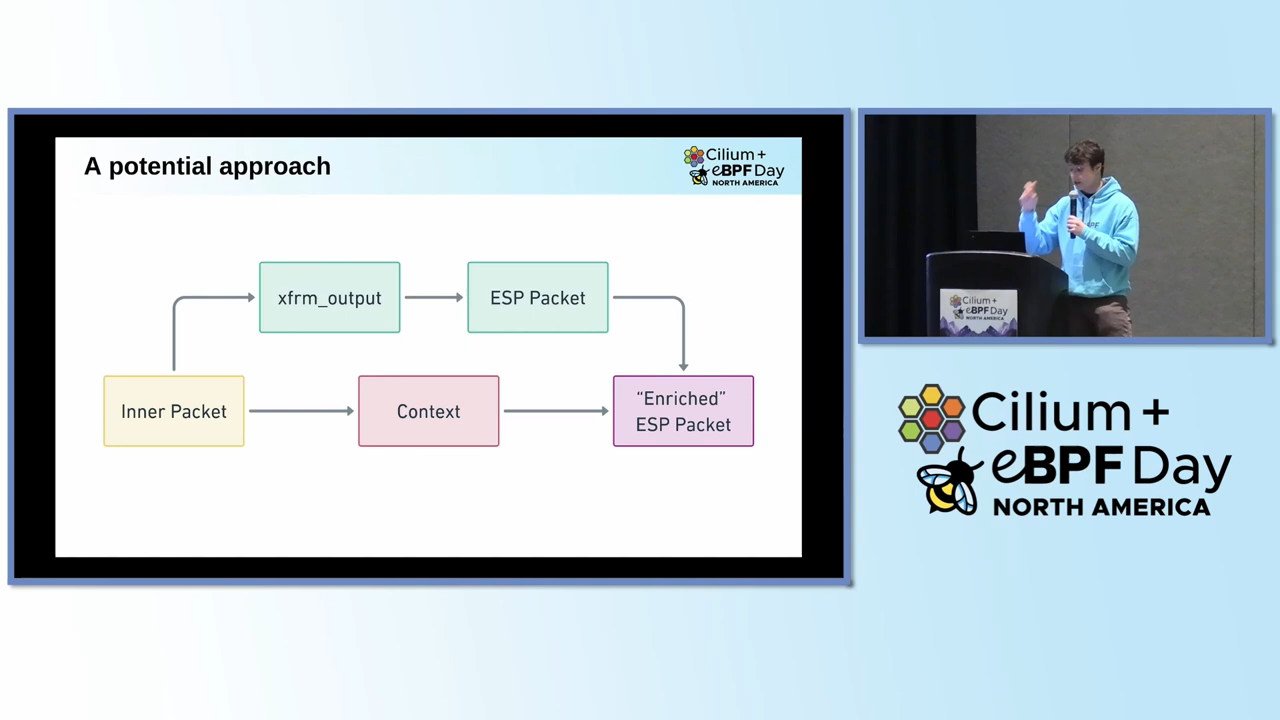 A potential approach
Cilium +
eBPF Day
NORTH AMERICA
xfrm_output
ESP Packet
Inner Packet
Context
“Enriched”
ESP Packet
Cilium +
eBPF Day
NORTH AMERICA
Cilium +
eBPF Day
NORTH AMERICA